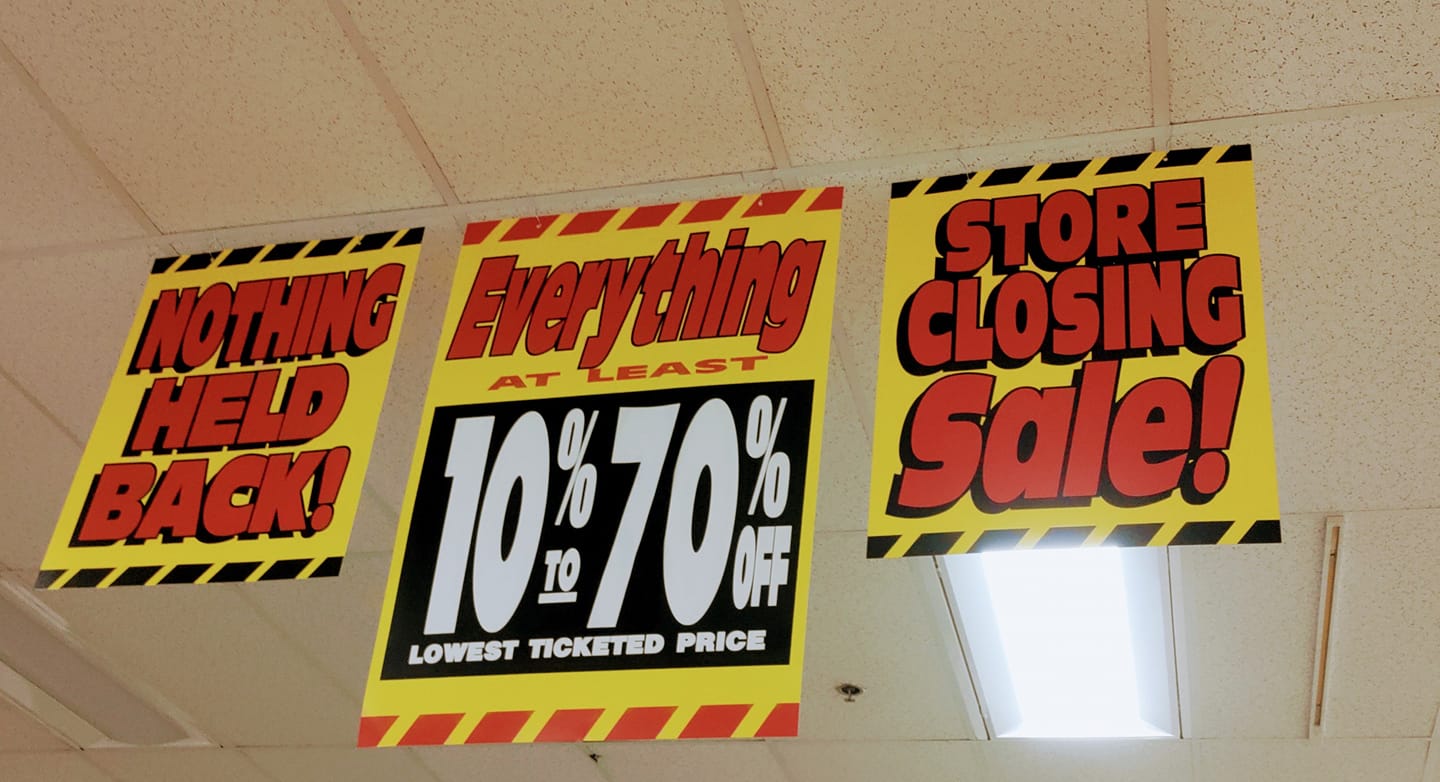 NOTHING
HELD
BACK!
Everything
AT LEAST
10% TO 70% OFF
LOWEST TICKETED PRICE
STORE
CLOSING
Sale!